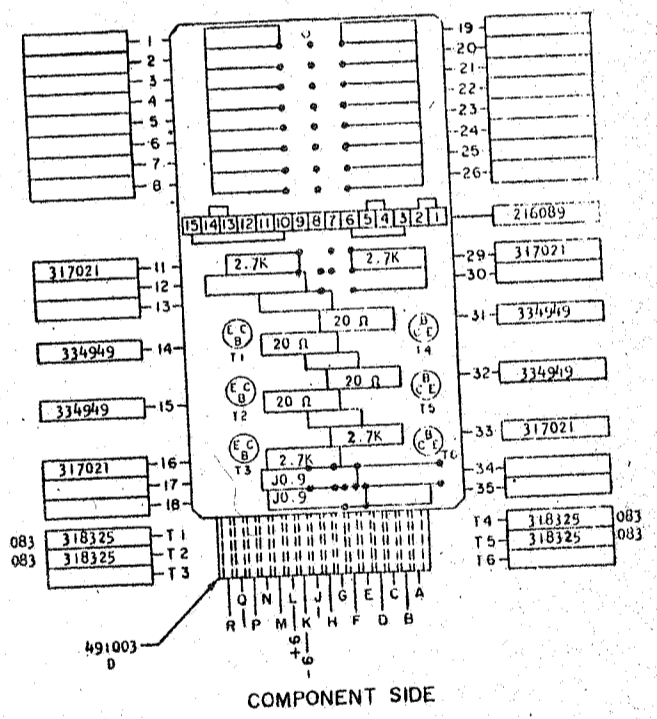 1
2
3
4
5
6
7
8
19
20
21
22
23
24
25
26
15 14 13 12 11 10 9 8 7 6 5 4 3 2 1
216089
317021 11
12
13
2.7K
2.7K
29 317021
30
20 Ω
31 334949
334949 14
E C B
T1
20 Ω
B C E
T4
20 Ω
32 334949
334949 15
E C B
T2
20 Ω
B C E
T5
2.7K
33 317021
317021 16
17
18
E C B
T3
2.7K
B C E
T6
J0.9
J0.9
34
35
083 318325 T1
083 318325 T2
T3
T4 318325 083
T5 318325 083
T6
R Q P N M L K J H G F E D C B A
+6
-6
491003
D
COMPONENT SIDE